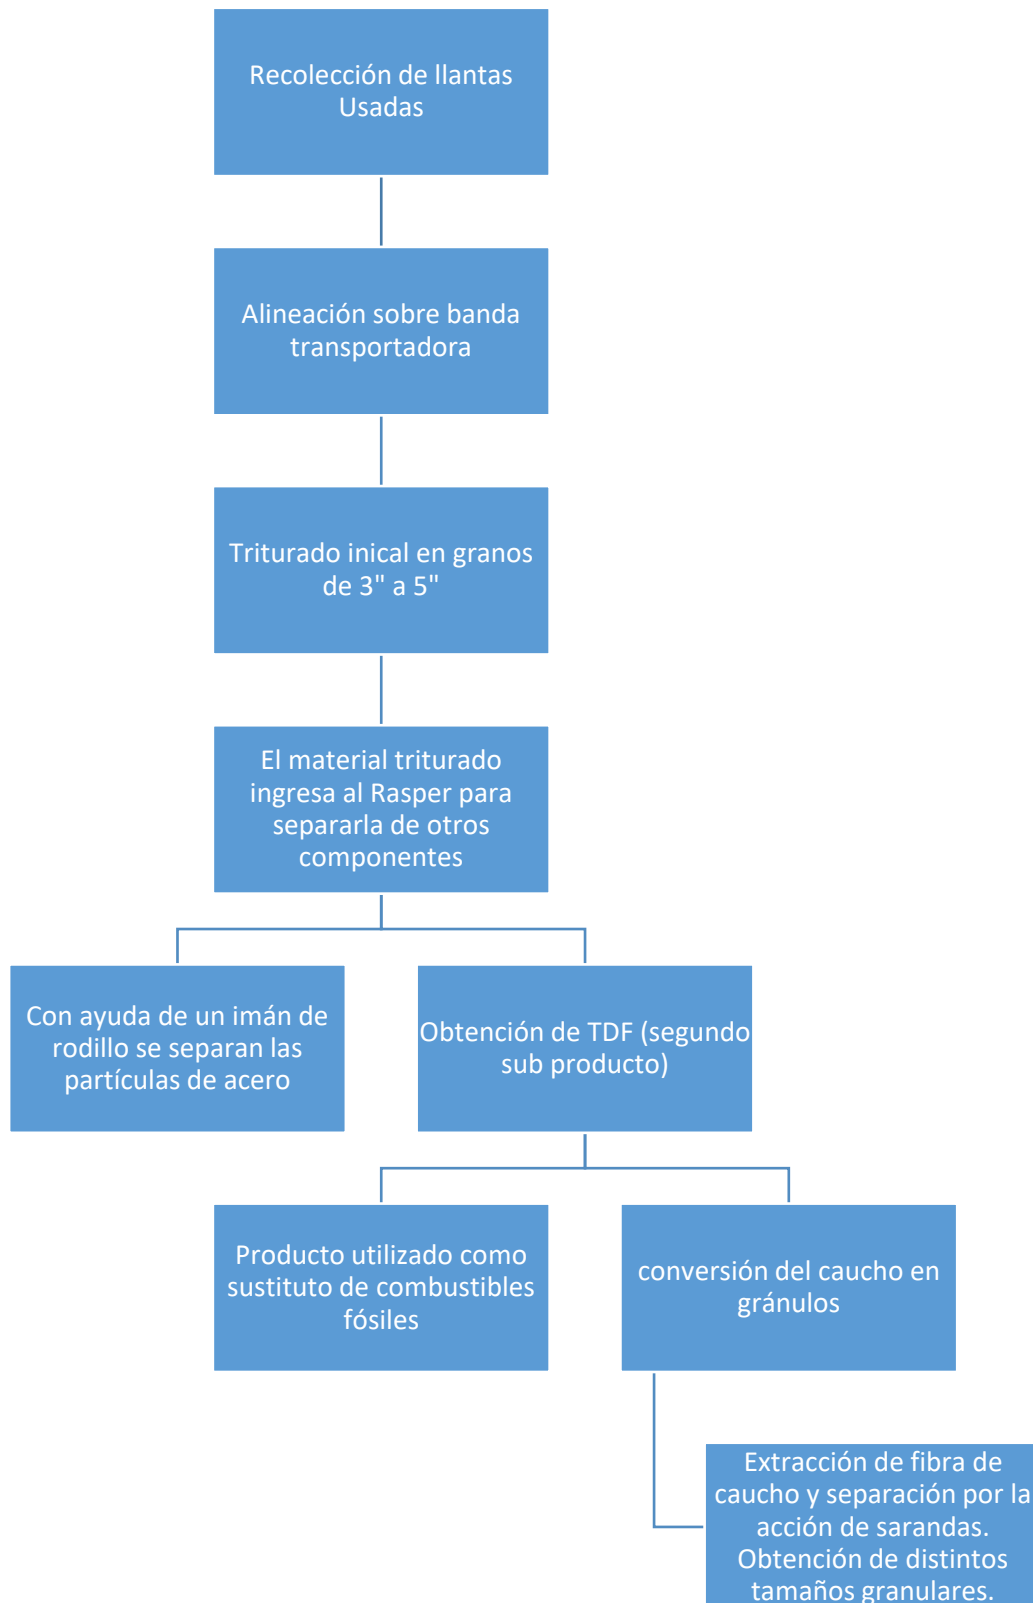 Recolección de llantas
Usadas
Alineación sobre banda
transportadora
Triturado inical en granos
de 3" a 5"
El material triturado
ingresa al Rasper para
separarla de otros
componentes
Con ayuda de un imán de
rodillo se separan las
partículas de acero
Obtención de TDF (segundo
sub producto)
Producto utilizado como
sustituto de combustibles
fósiles
conversión del caucho en
gránulos
Extracción de fibra de
caucho y separación por la
acción de sarandas.
Obtención de distintos
tamaños granulares.